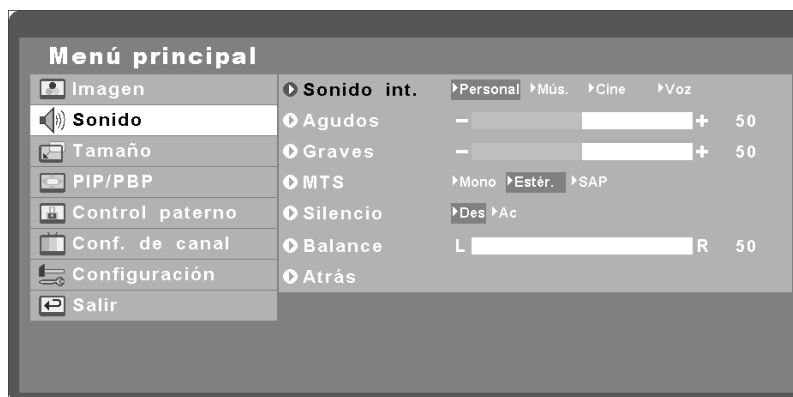 Menú principal
Imagen
Sonido
Tamaño
PIP/PBP
Control paterno
Conf. de canal
Configuración
Salir
Sonido int. Personal Mús. Cine Voz
Agudos − + 50
Graves − + 50
MTS Mono Estér. SAP
Silencio Des Ac
Balance L R 50
Atrás